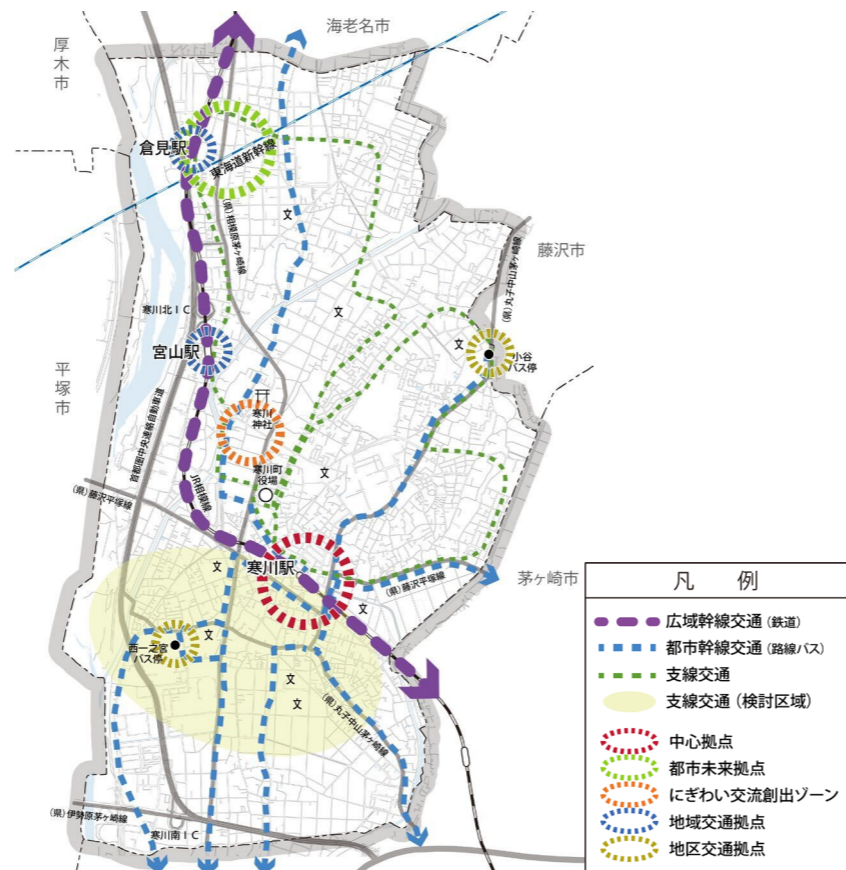 海老名市
厚木市
倉見駅
東海道新幹線
(県)相模原茅ヶ崎線
文
藤沢市
(県)丸子中山茅ヶ崎線
寒川北IC
文
宮山駅
文
小谷
バス停
平塚市
首都圏中央連絡自動車道
寒川
神社
寒川町
役場
文
JR相模線
(県)藤沢平塚線
寒川駅
文
(県)藤沢平塚線
茅ヶ崎市
文
文
西一之宮
バス停
文
文
文
(県)丸子中山茅ヶ崎線
(県)伊勢原茅ヶ崎線
寒川南IC
凡 例
広域幹線交通(鉄道)
都市幹線交通(路線バス)
支線交通
支線交通(検討区域)
中心拠点
都市未来拠点
にぎわい交流創出ゾーン
地域交通拠点
地区交通拠点